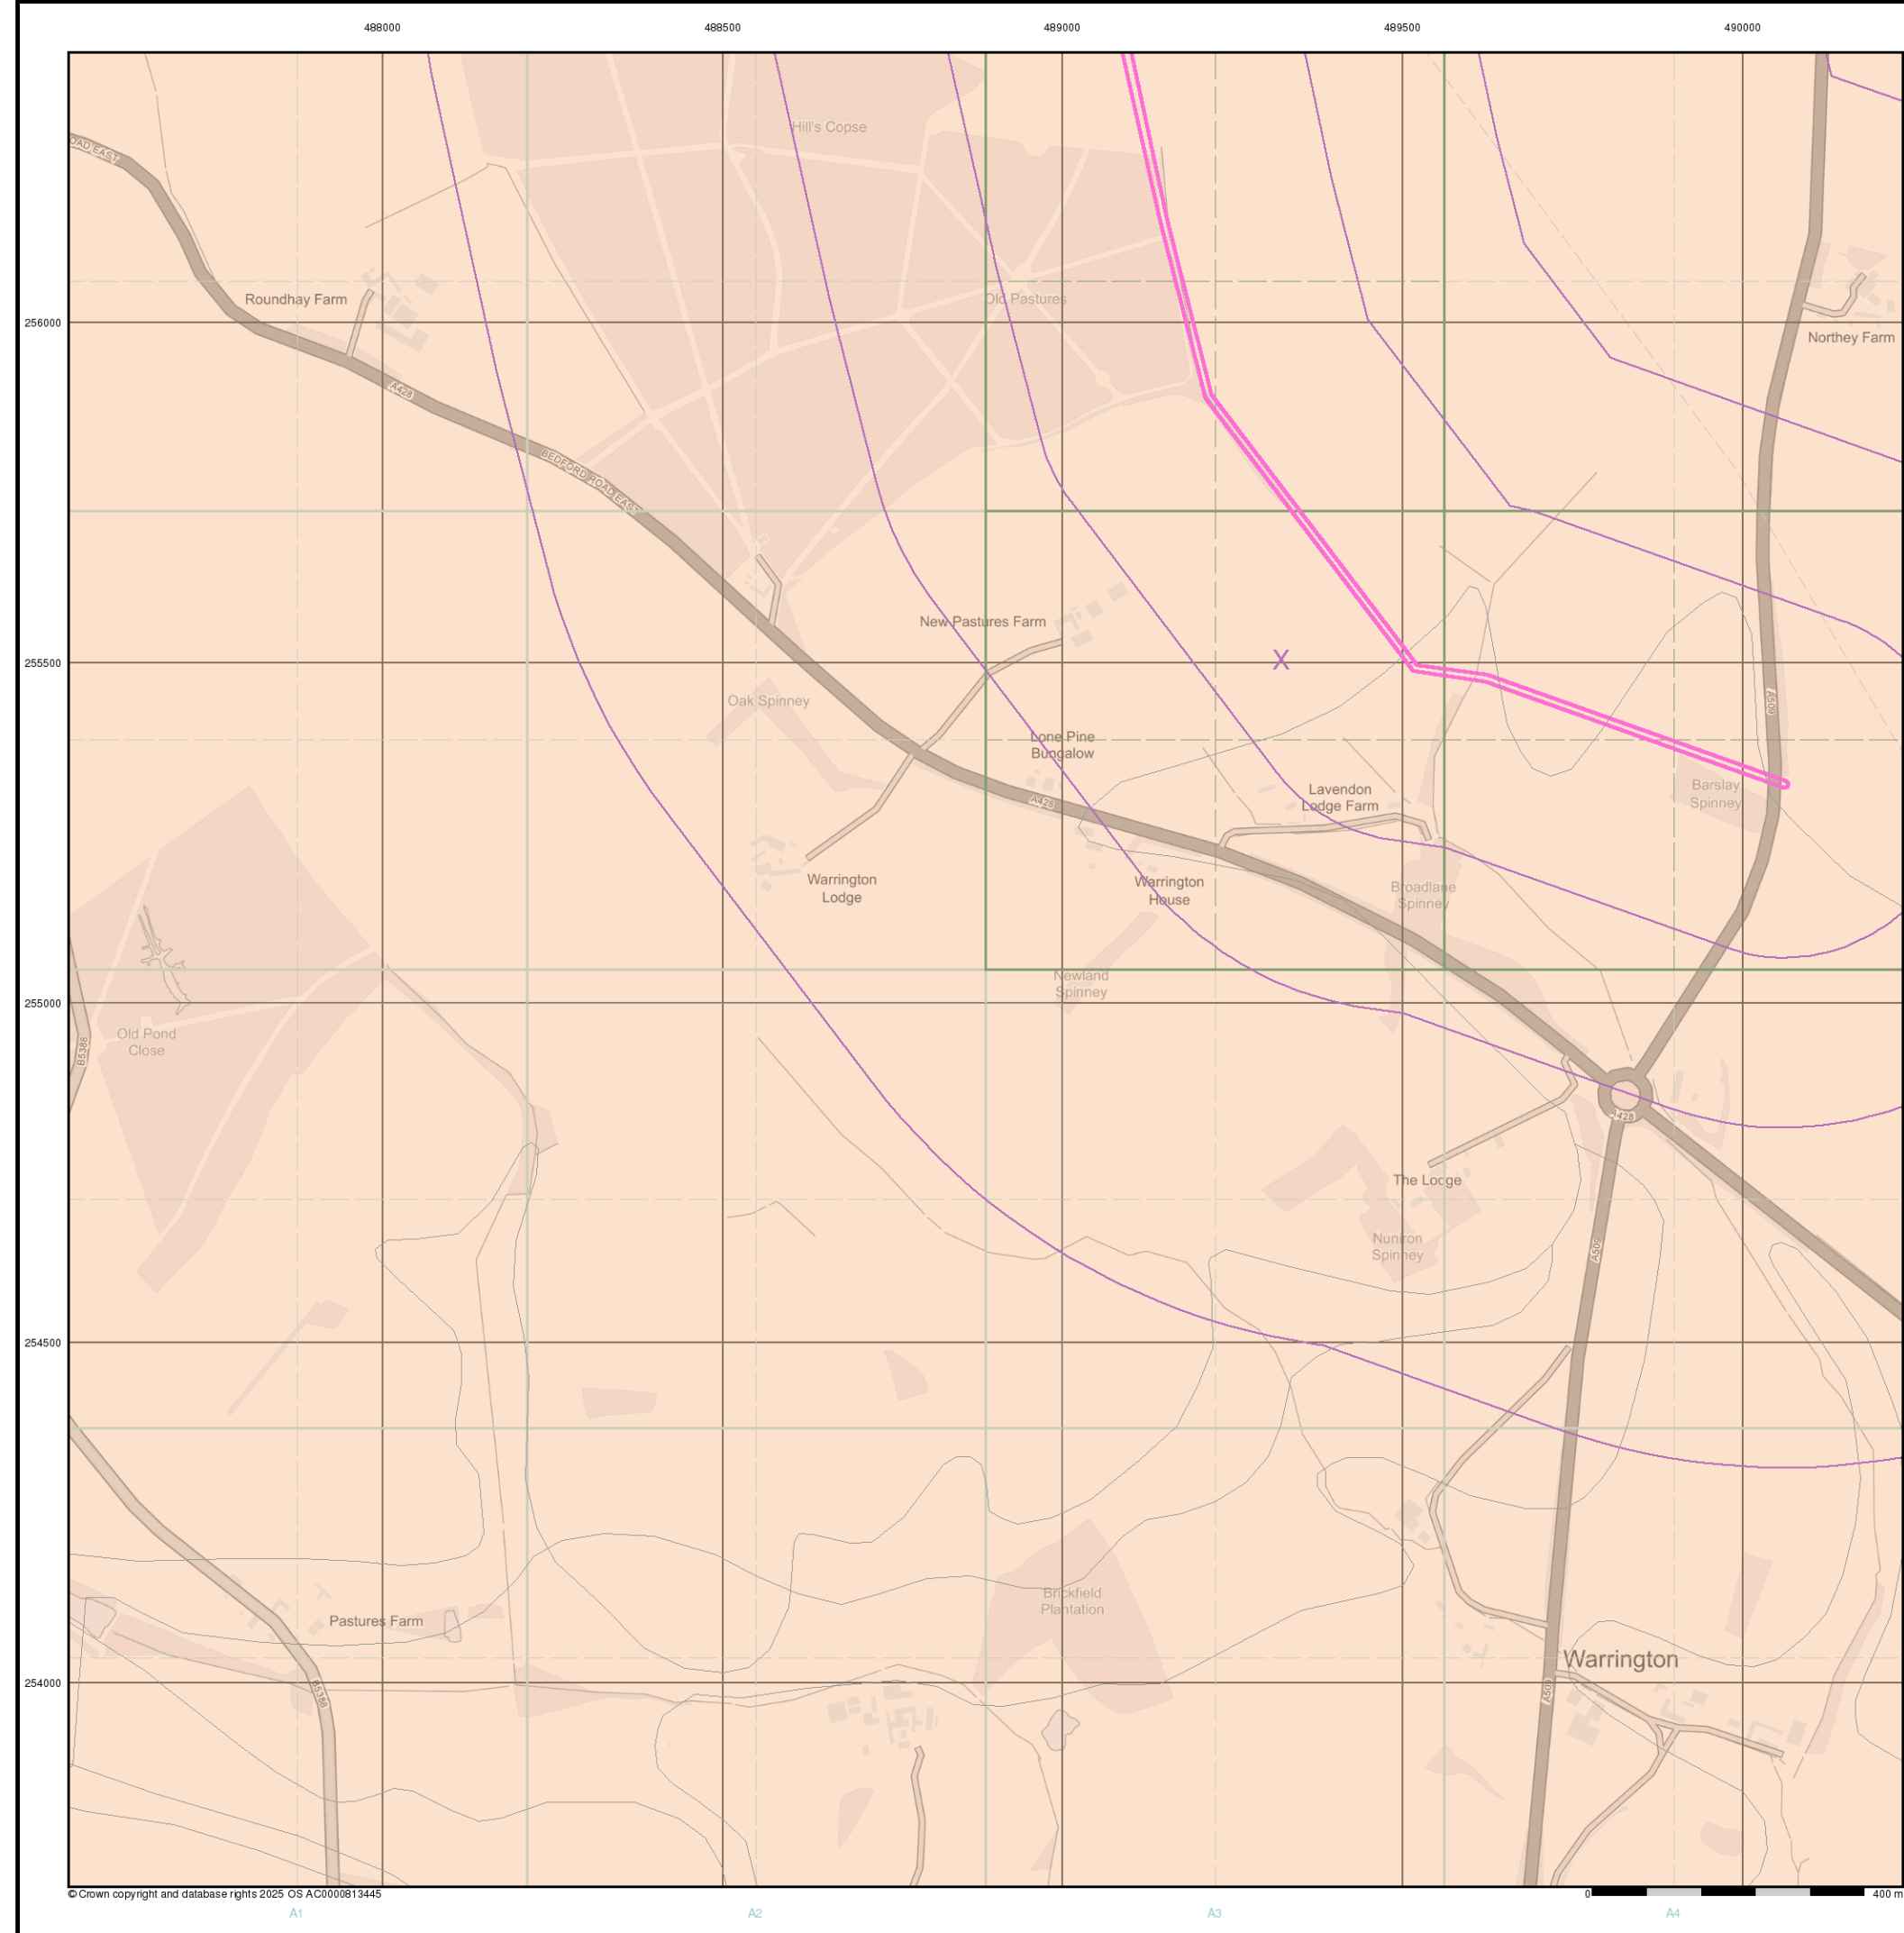 488000 488500 489000 489500 490000
Hill's Copse
OAD EAST
Roundhay Farm
Old Pastures
256000
Northey Farm
A428
BEDFORD ROAD EAST
New Pastures Farm
255500
X
Oak Spinney
A509
Lone Pine
Bungalow
Lavendon
Lodge Farm
Barslay
Spinney
A428
Warrington
Lodge
Warrington
House
Broadlane
Spinney
Newland
Spinney
255000
Old Pond
Close
B5388
A428
The Lodge
Nuniron
Spinney
A509
254500
Brickfield
Plantation
Pastures Farm
Warrington
254000
B5388
A509
© Crown copyright and database rights 2025 OS AC0000813445
0 400 m
A1 A2 A3 A4